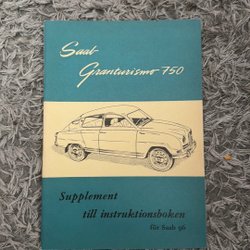 Saab
Granturismo 750
Supplement
till instruktionsboken
för Saab 96